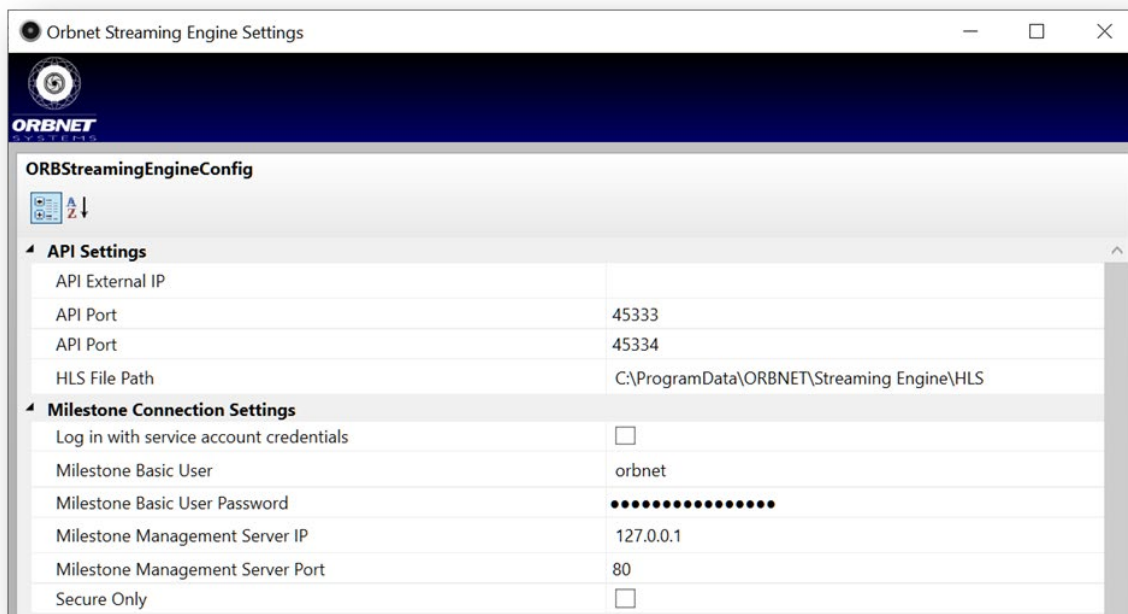 Orbnet Streaming Engine Settings
ORBNET
SYSTEMS
ORBStreamingEngineConfig
A
Z
API Settings
API External IP
API Port 45333
API Port 45334
HLS File Path C:\ProgramData\ORBNET\Streaming Engine\HLS
Milestone Connection Settings
Log in with service account credentials
Milestone Basic User orbnet
Milestone Basic User Password ●●●●●●●●●●●●●●●●
Milestone Management Server IP 127.0.0.1
Milestone Management Server Port 80
Secure Only